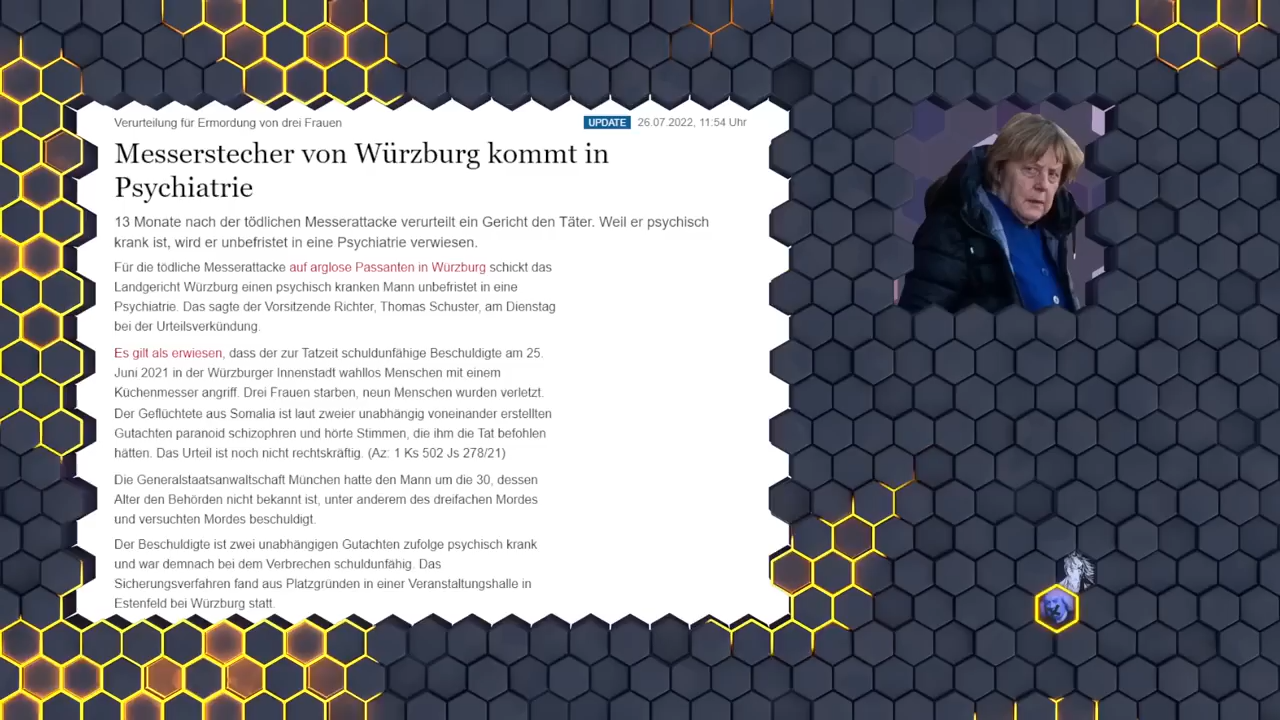 Verurteilung für Ermordung von drei Frauen
UPDATE 26.07.2022, 11:54 Uhr
Messerstecher von Würzburg kommt in
Psychiatrie
13 Monate nach der tödlichen Messerattacke verurteilt ein Gericht den Täter. Weil er psychisch
krank ist, wird er unbefristet in eine Psychiatrie verwiesen.
Für die tödliche Messerattacke auf arglose Passanten in Würzburg schickt das
Landgericht Würzburg einen psychisch kranken Mann unbefristet in eine
Psychiatrie. Das sagte der Vorsitzende Richter, Thomas Schuster, am Dienstag
bei der Urteilsverkündung.
Es gilt als erwiesen, dass der zur Tatzeit schuldunfähige Beschuldigte am 25.
Juni 2021 in der Würzburger Innenstadt wahllos Menschen mit einem
Küchenmesser angriff. Drei Frauen starben, neun Menschen wurden verletzt.
Der Geflüchtete aus Somalia ist laut zweier unabhängig voneinander erstellten
Gutachten paranoid schizophren und hörte Stimmen, die ihm die Tat befohlen
hätten. Das Urteil ist noch nicht rechtskräftig. (Az: 1 Ks 502 Js 278/21)
Die Generalstaatsanwaltschaft München hatte den Mann um die 30, dessen
Alter den Behörden nicht bekannt ist, unter anderem des dreifachen Mordes
und versuchten Mordes beschuldigt.
Der Beschuldigte ist zwei unabhängigen Gutachten zufolge psychisch krank
und war demnach bei dem Verbrechen schuldunfähig. Das
Sicherungsverfahren fand aus Platzgründen in einer Veranstaltungshalle in
Estenfeld bei Würzburg statt.